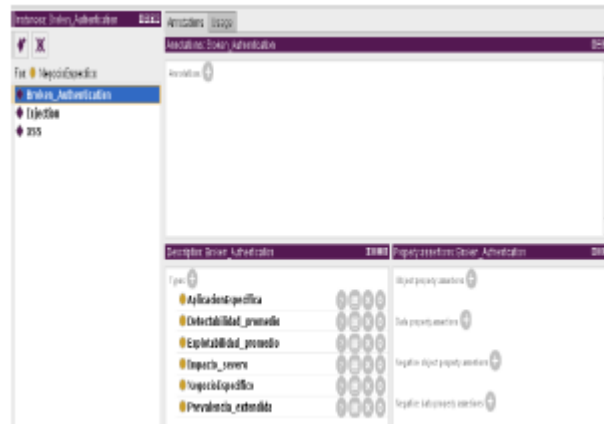 Instances: Broken_Authentication
Annotations Usage
Annotations: Broken_Authentication
For: NegocioEspecifico
Annotations
Broken_Authentication
Injection
XSS
Description: Broken_Authentication
Property assertions: Broken_Authentication
Types
Object property assertions
AplicacionEspecifica
Data property assertions
Detectabilidad_promedio
Explotabilidad_promedio
Negative object property assertions
Impacto_severo
NegocioEspecifico
Negative data property assertions
Prevalencia_extendida